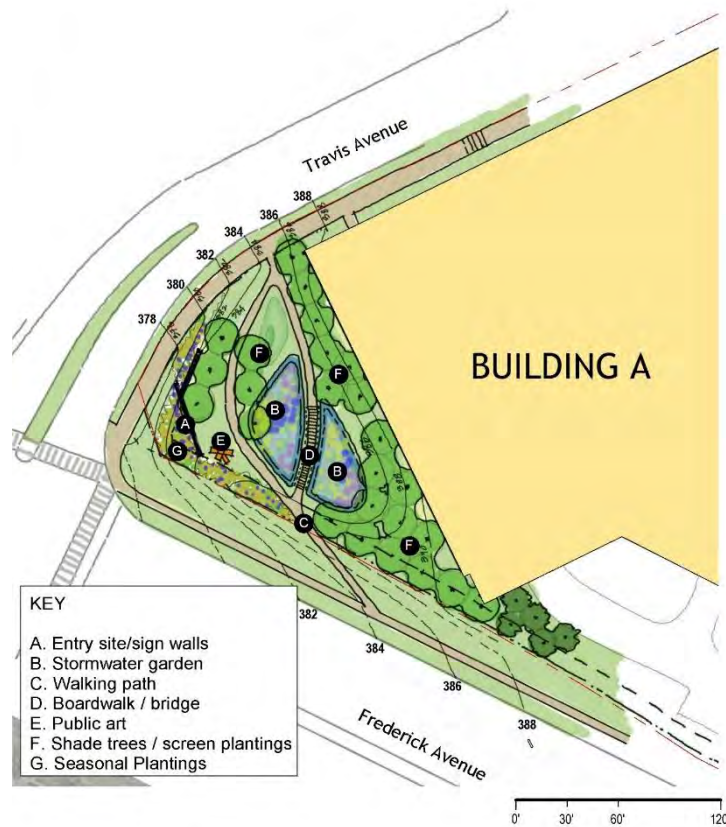 Travis Avenue
388
386
384
382
380
378
BUILDING A
F
F
B
A
E
D
G
B
C
F
382
384
386
388
Frederick Avenue
KEY
A. Entry site/sign walls
B. Stormwater garden
C. Walking path
D. Boardwalk / bridge
E. Public art
F. Shade trees / screen plantings
G. Seasonal Plantings
0' 30' 60' 120